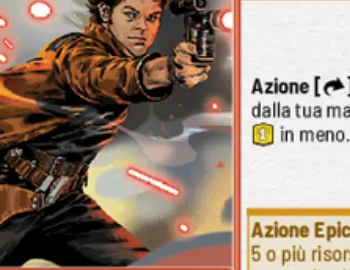 Azione [
dalla tua ma
1 in meno.
Azione Epic
5 o più risor